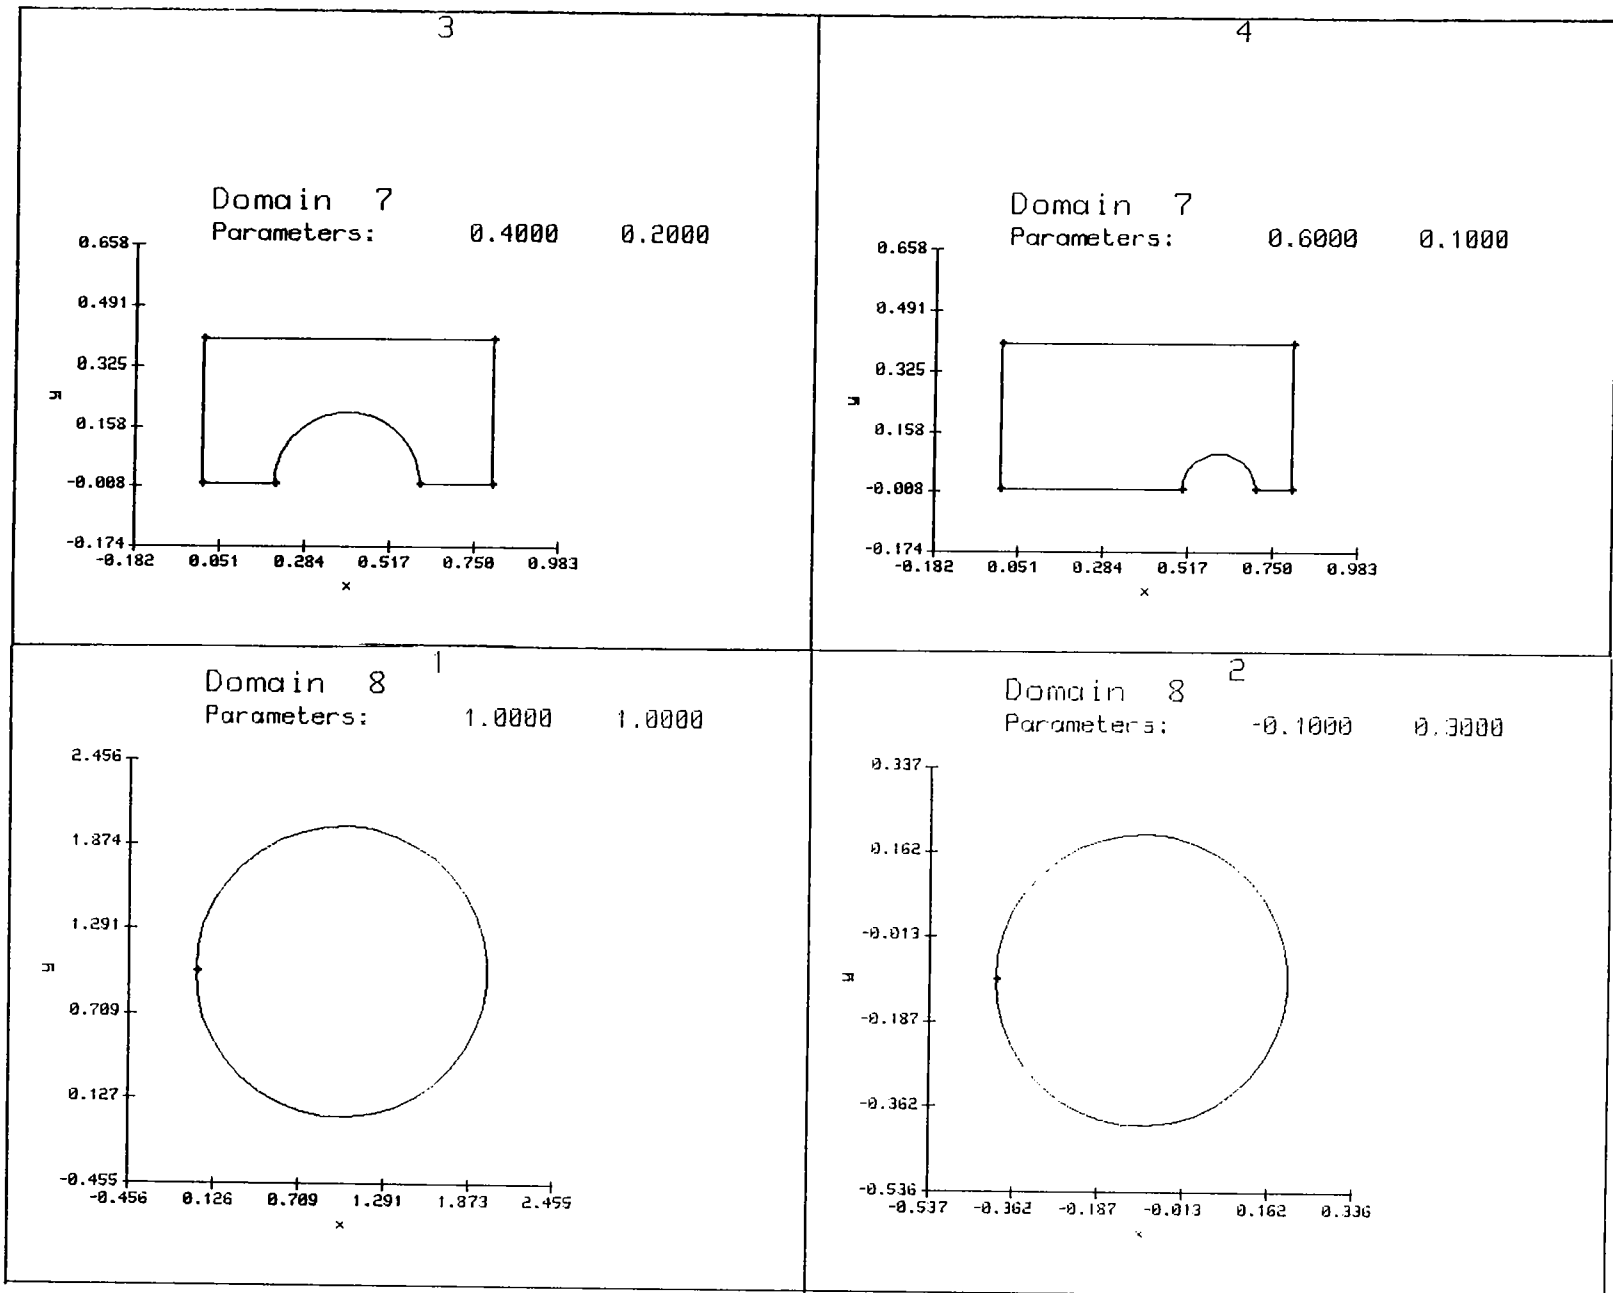 3
Domain 7
Parameters: 0.4000 0.2000
0.658
0.491
0.325
y
0.158
-0.008
-0.174
-0.182 0.051 0.284 0.517 0.750 0.983
x
4
Domain 7
Parameters: 0.6000 0.1000
0.658
0.491
0.325
y
0.158
-0.008
-0.174
-0.182 0.051 0.284 0.517 0.750 0.983
x
1
Domain 8
Parameters: 1.0000 1.0000
2.456
1.874
1.291
y
0.709
0.127
-0.455
-0.456 0.126 0.709 1.291 1.873 2.455
x
2
Domain 8
Parameters: -0.1000 0.3000
0.337
0.162
-0.013
y
-0.187
-0.362
-0.536
-0.537 -0.362 -0.187 -0.013 0.162 0.336
x